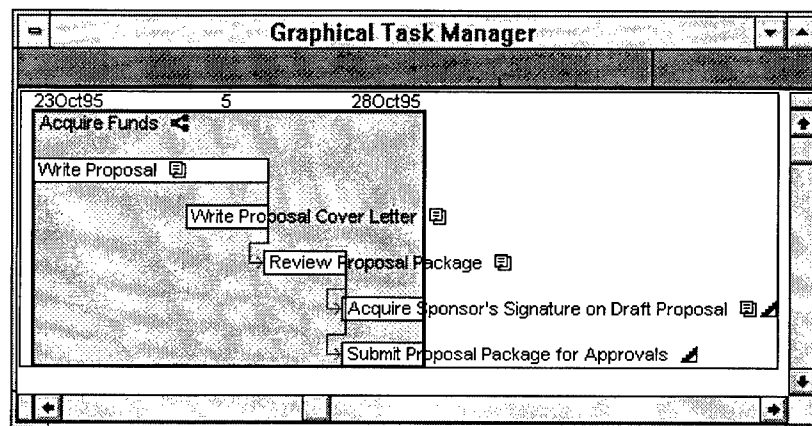 Graphical Task Manager
23Oct95 5 28Oct95
Acquire Funds
Write Proposal
Write Proposal Cover Letter
Review Proposal Package
Acquire Sponsor's Signature on Draft Proposal
Submit Proposal Package for Approvals